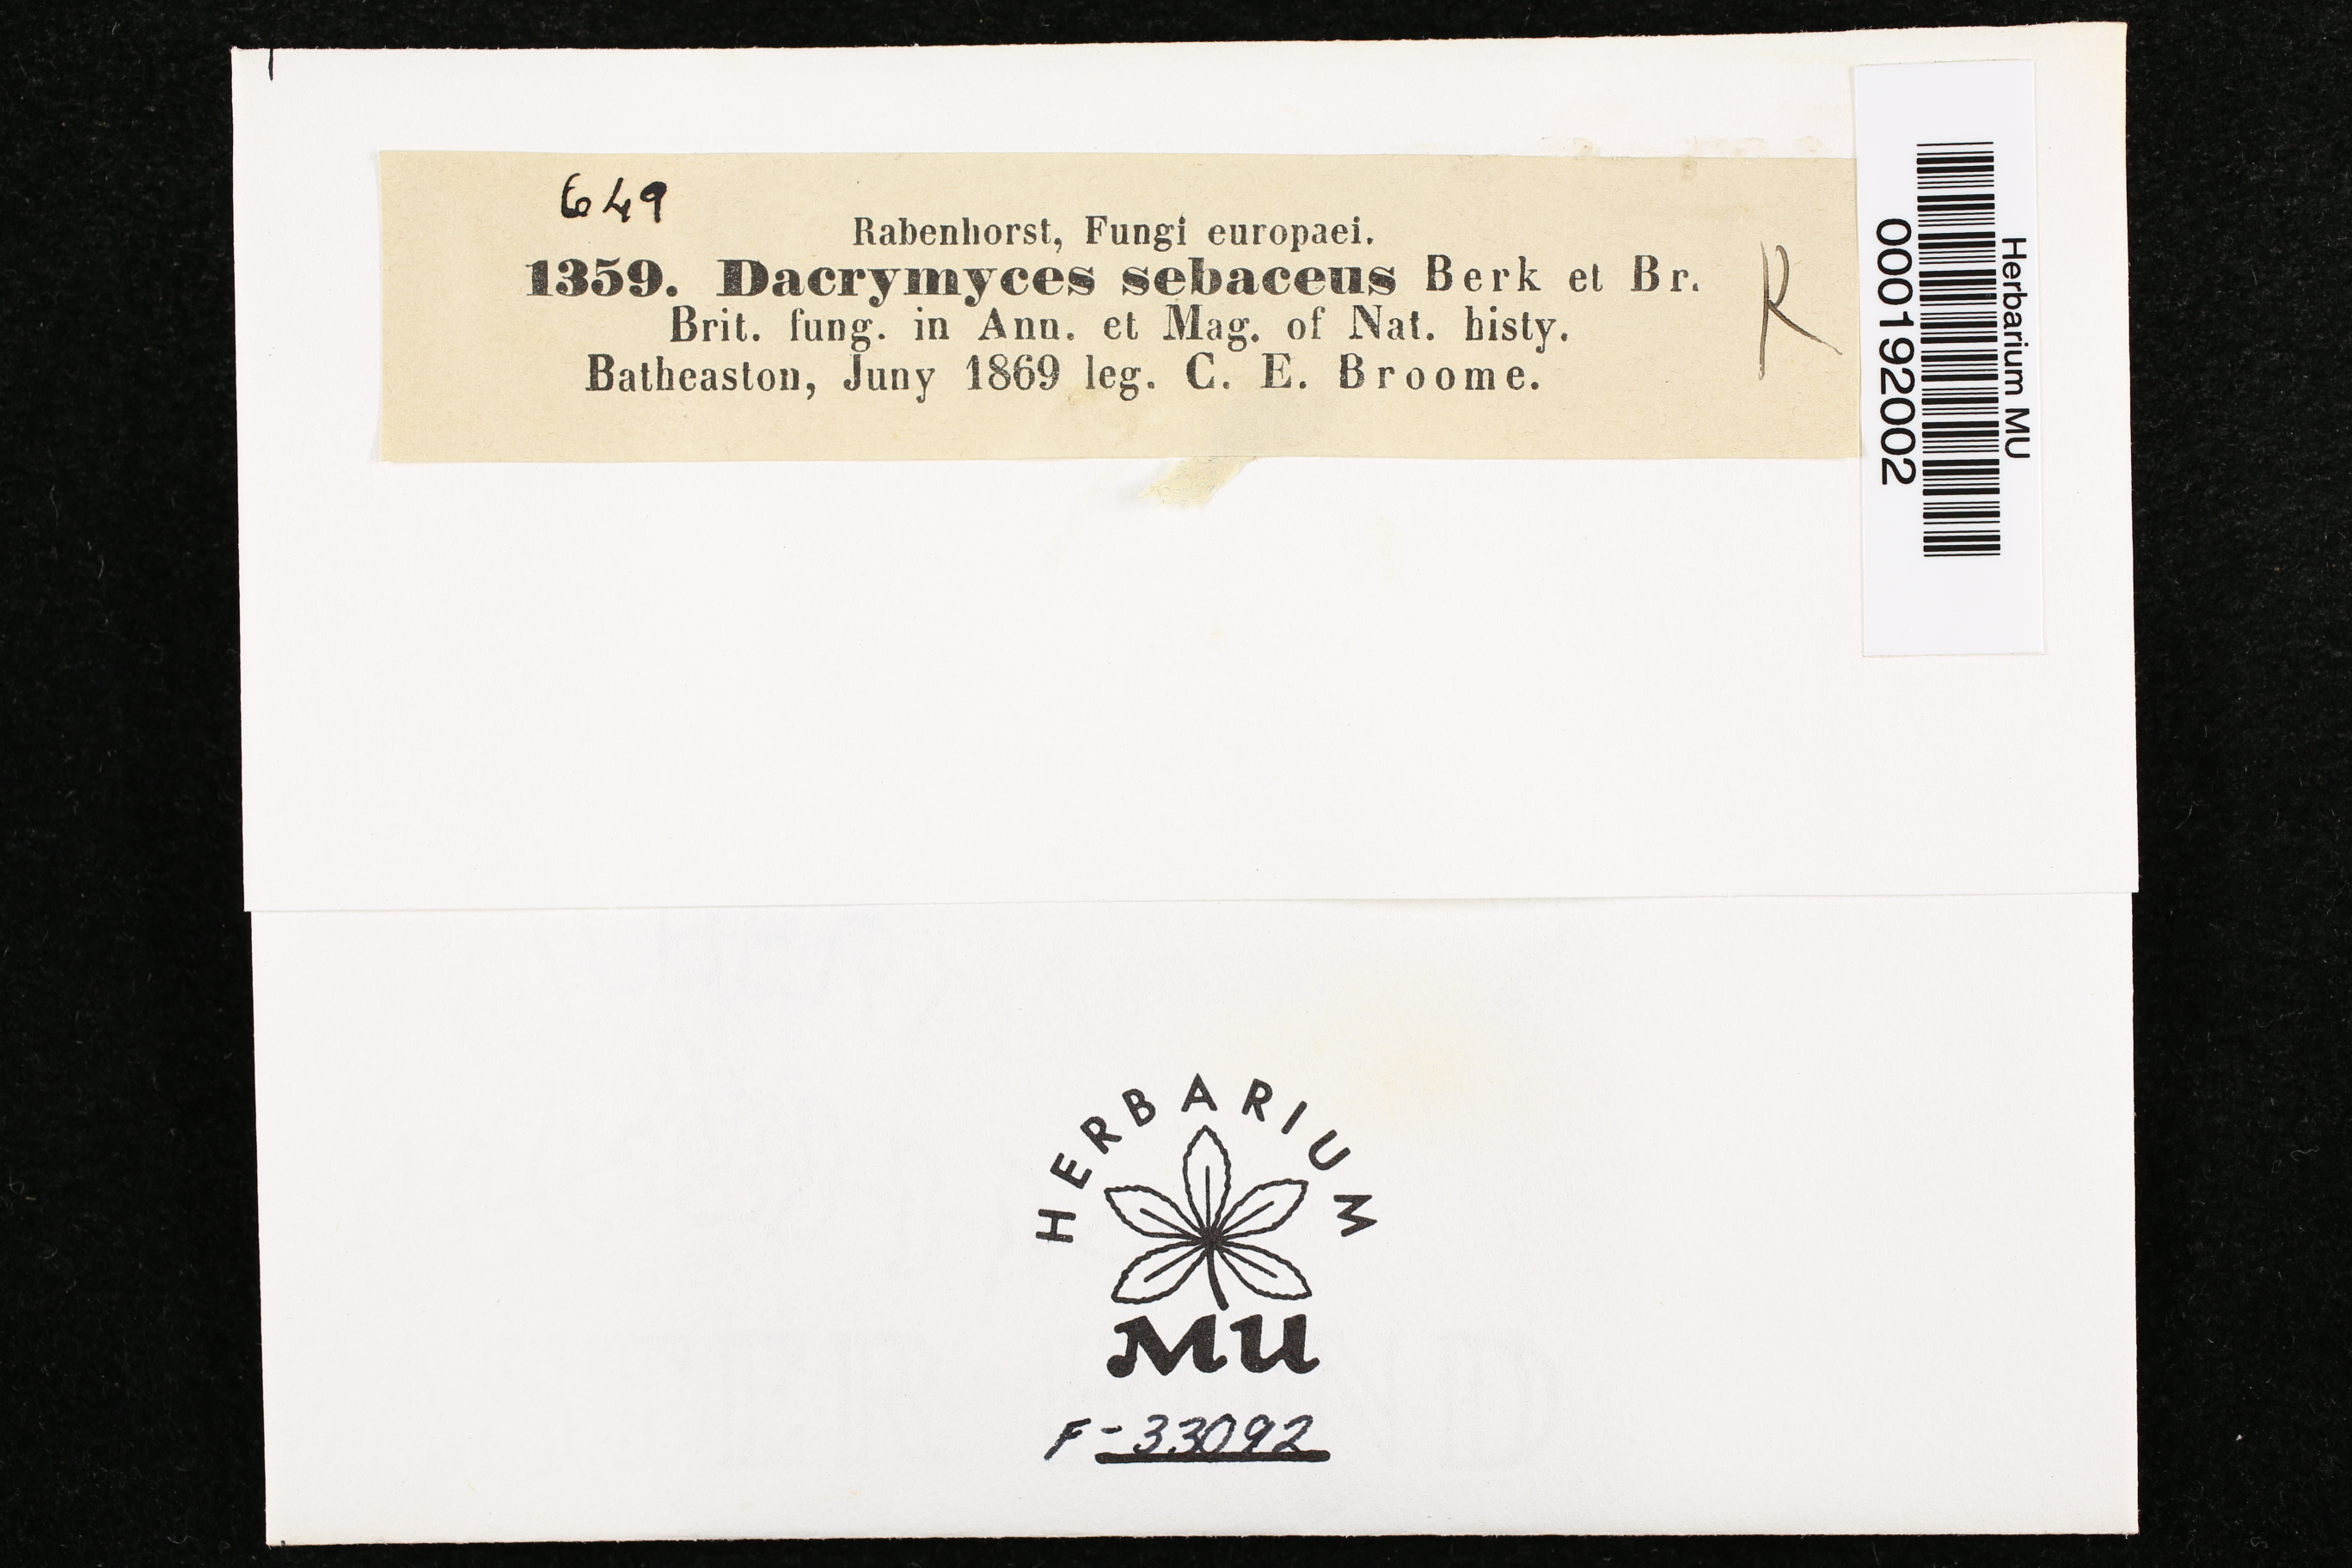 649
Rabenhorst, Fungi europaei.
1359. Dacrymyces sebaceus Berk et Br.
Brit. fung. in Ann. et Mag. of Nat. histy.
Batheaston, Juny 1869 leg. C. E. Broome.
R
Herbarium MU
000192002
HERBARIUM
MU
F-33092